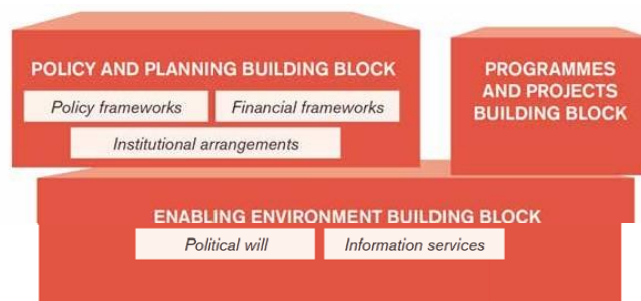 POLICY AND PLANNING BUILDING BLOCK
Policy frameworks
Financial frameworks
Institutional arrangements
PROGRAMMES
AND PROJECTS
BUILDING BLOCK
ENABLING ENVIRONMENT BUILDING BLOCK
Political will
Information services